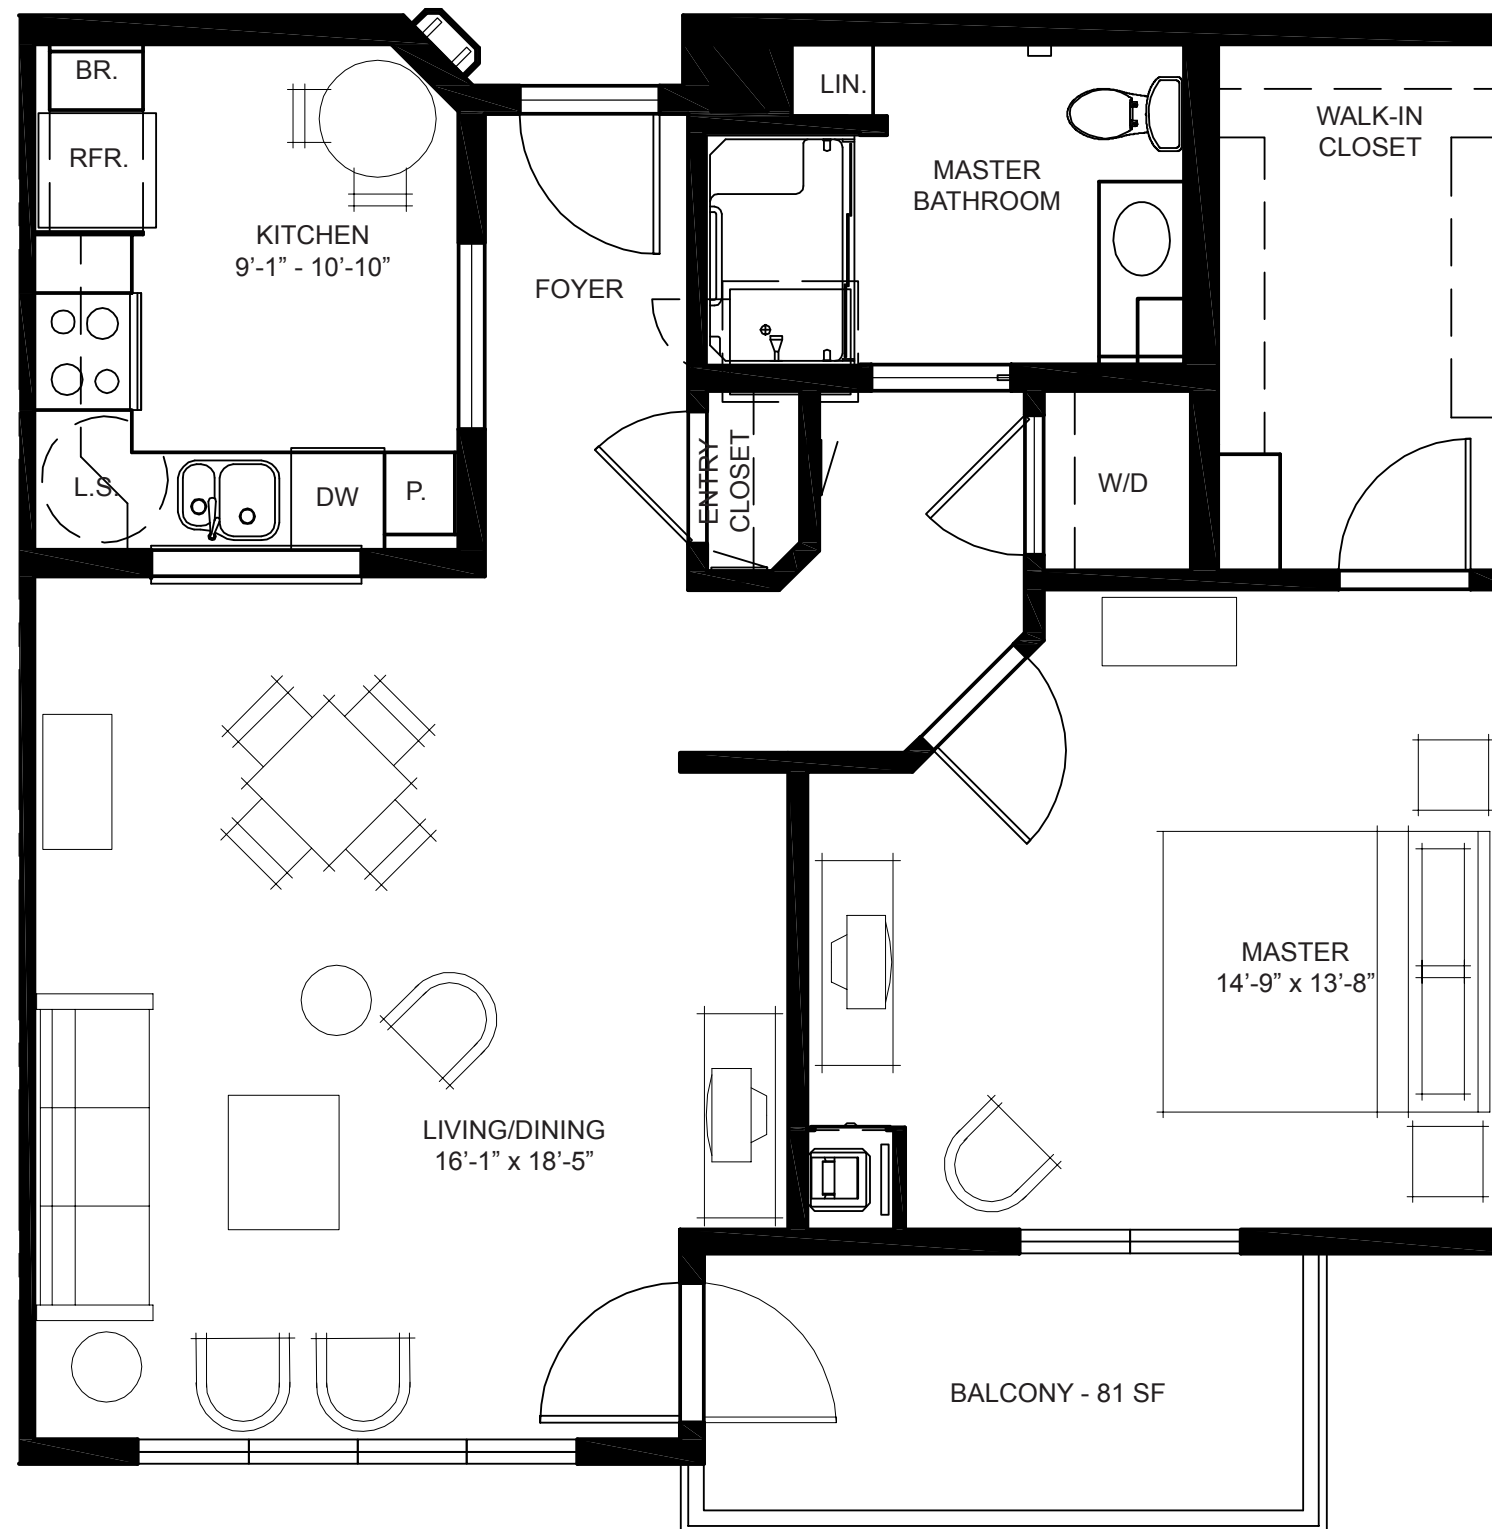 BR.
LIN.
RFR.
WALK-IN
CLOSET
MASTER
BATHROOM
KITCHEN
9’-1” - 10’-10”
FOYER
ENTRY
CLOSET
L.S.
DW
P.
W/D
MASTER
14’-9” x 13’-8”
LIVING/DINING
16’-1” x 18’-5”
BALCONY - 81 SF